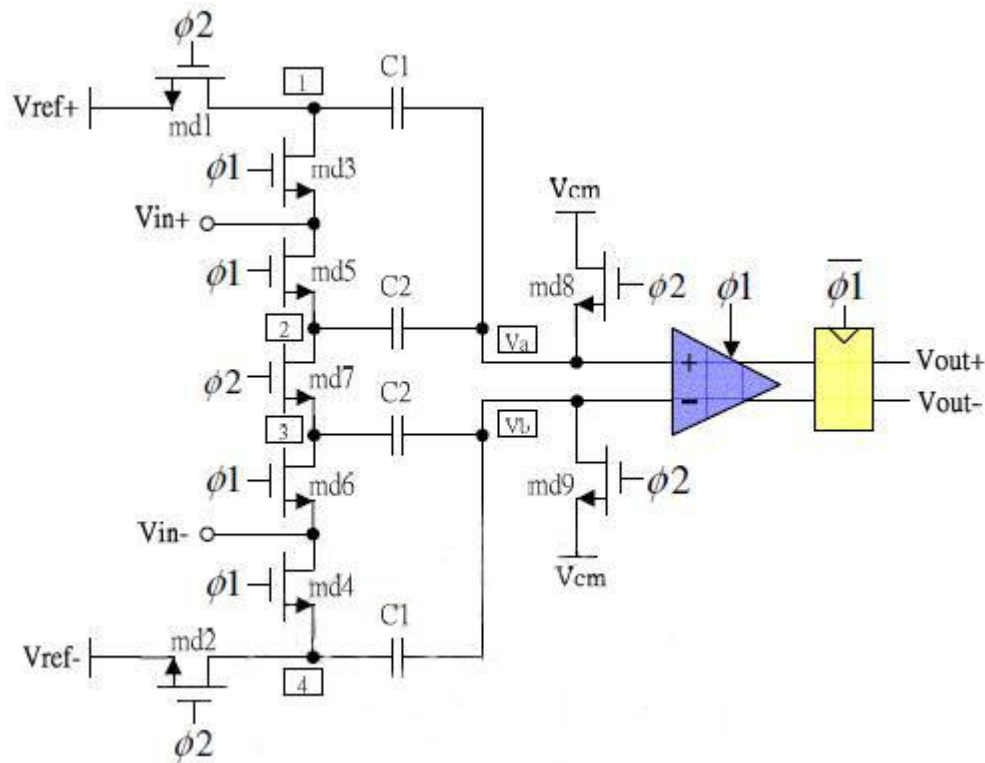 ϕ2
1
C1
Vref+
md1
ϕ1
md3
Vcm
Vin+
ϕ1
md5
C2
md8
ϕ2
ϕ1
ϕ1
2
Va
+
Vout+
ϕ2
md7
C2
-
Vout-
3
Vb
ϕ1
md6
md9
ϕ2
Vin-
ϕ1
md4
C1
Vcm
md2
Vref-
4
ϕ2